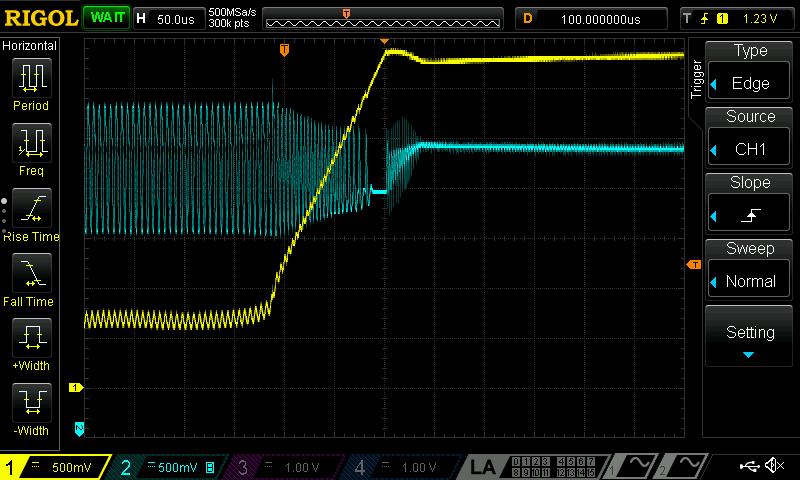 RIGOL WAIT H 50.0us 500MSa/s 300k pts T D 100.000000us T 1 1.23 V
Horizontal
Period
Freq
Rise Time
Fall Time
+Width
-Width
T
1
2
T
Trigger
Type
Edge
Source
CH1
Slope
Sweep
Normal
Setting
1 500mV 2 500mV B 3 1.00 V 4 1.00 V LA 0 1 2 3 4 5 6 7 1 2
8 9 10 11 12 13 14 15